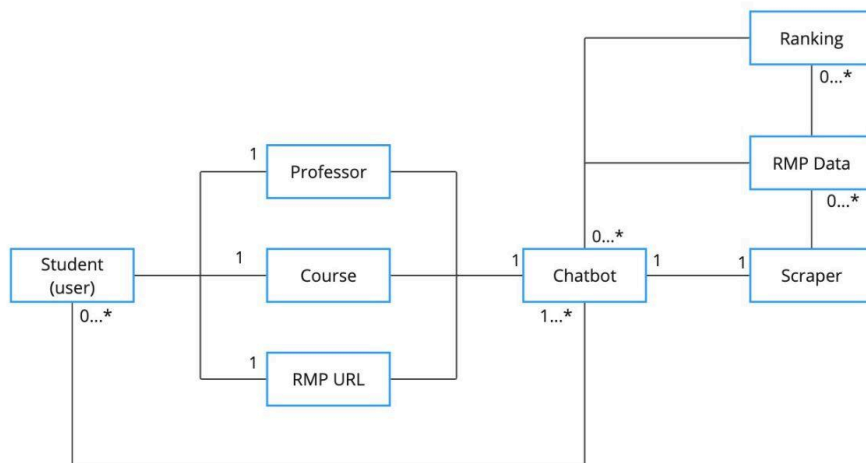 Ranking
0...*
1
Professor
RMP Data
0...*
0...*
Student
(user)
1
Course
1
Chatbot
1
1
Scraper
0...*
1...*
1
RMP URL